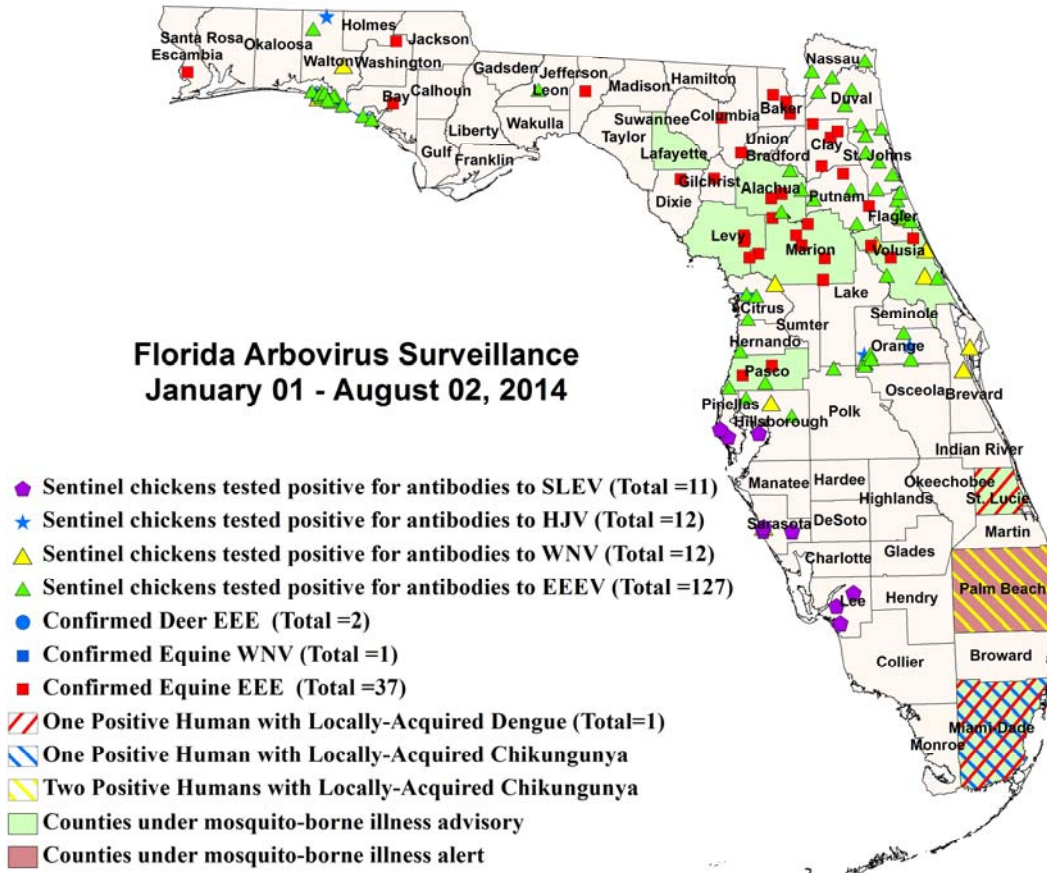 Holmes
Santa Rosa
Okaloosa
Jackson
Escambia
Walton
Washington
Gadsden
Jefferson
Hamilton
Nassau
Bay
Calhoun
Leon
Madison
Baker
Duval
Liberty
Wakulla
Suwannee
Columbia
Taylor
Union
Clay
Gulf
Franklin
Lafayette
Bradford
St. Johns
Gilchrist
Alachua
Putnam
Dixie
Flagler
Levy
Marion
Volusia
Lake
Citrus
Seminole
Sumter
Hernando
Orange
Florida Arbovirus Surveillance
January 01 - August 02, 2014
Pasco
Osceola
Brevard
Pinellas
Polk
Hillsborough
Indian River
Manatee
Hardee
Okeechobee
Highlands
St. Lucie
Sarasota
DeSoto
Martin
Charlotte
Glades
Lee
Hendry
Palm Beach
Collier
Broward
Monroe
Miami-Dade
Sentinel chickens tested positive for antibodies to SLEV (Total =11)
Sentinel chickens tested positive for antibodies to HJV (Total =12)
Sentinel chickens tested positive for antibodies to WNV (Total =12)
Sentinel chickens tested positive for antibodies to EEEV (Total =127)
Confirmed Deer EEE (Total =2)
Confirmed Equine WNV (Total =1)
Confirmed Equine EEE (Total =37)
One Positive Human with Locally-Acquired Dengue (Total=1)
One Positive Human with Locally-Acquired Chikungunya
Two Positive Humans with Locally-Acquired Chikungunya
Counties under mosquito-borne illness advisory
Counties under mosquito-borne illness alert